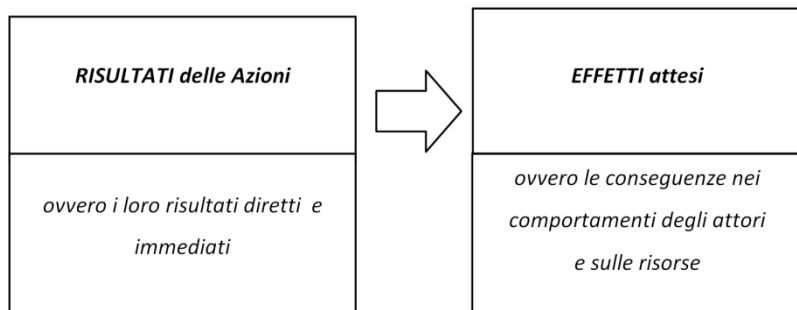 RISULTATI delle Azioni
ovvero i loro risultati diretti e
immediati
EFFETTI attesi
ovvero le conseguenze nei
comportamenti degli attori
e sulle risorse